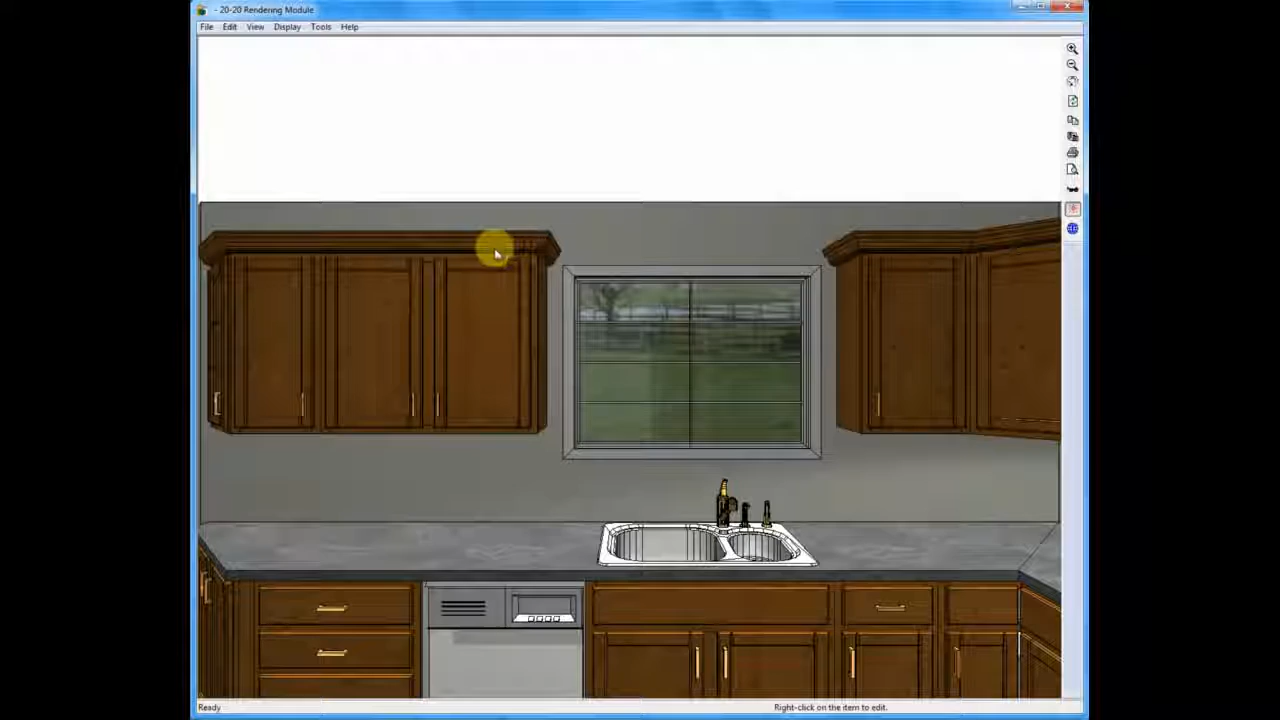 - 20-20 Rendering Module
File Edit View Display Tools Help
Ready Right-click on the item to edit.